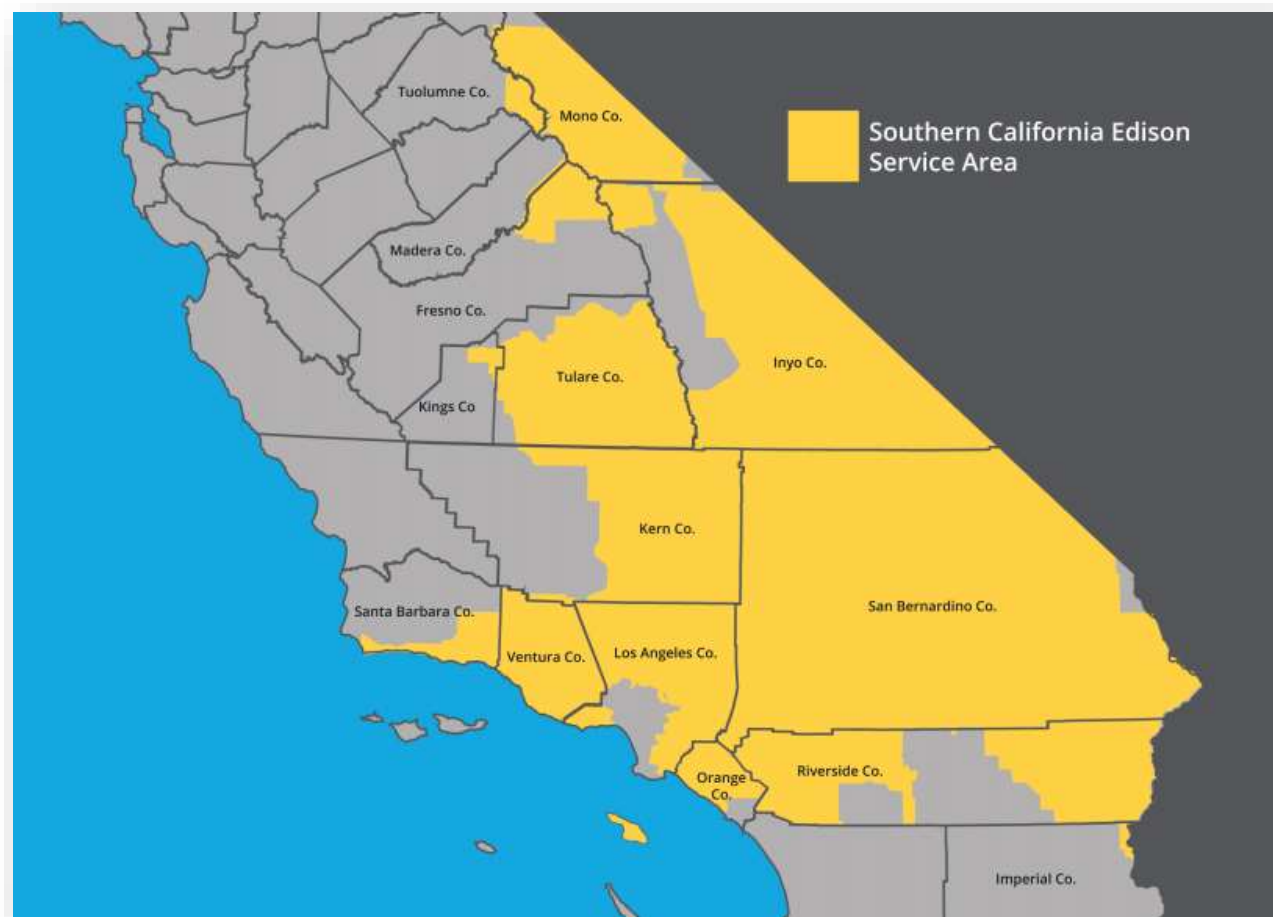 Tuolumne Co.
Mono Co.
Southern California Edison
Service Area
Madera Co.
Fresno Co.
Inyo Co.
Tulare Co.
Kings Co
Kern Co.
San Bernardino Co.
Santa Barbara Co.
Ventura Co.
Los Angeles Co.
Orange
Co.
Riverside Co.
Imperial Co.